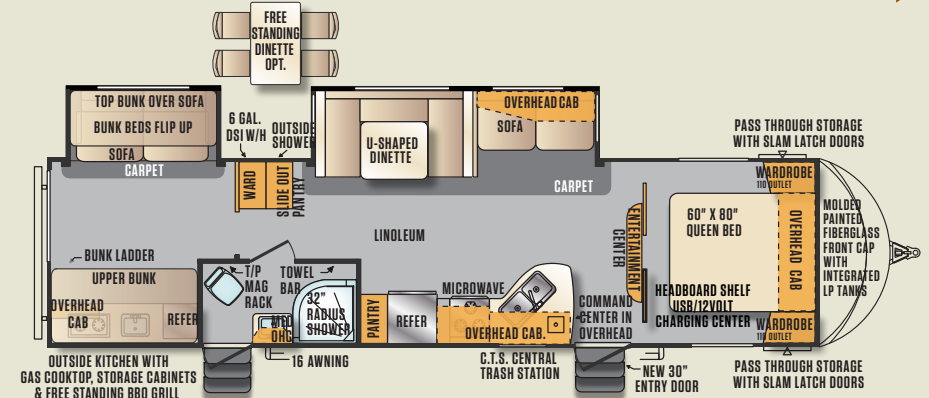 FREE
STANDING
DINETTE
OPT.
TOP BUNK OVER SOFA
BUNK BEDS FLIP UP
SOFA
CARPET
6 GAL.
DSI W/H
OUTSIDE
SHOWER
WARD
SLIDE OUT
PANTRY
U-SHAPED
DINETTE
OVERHEAD CAB
SOFA
CARPET
PASS THROUGH STORAGE
WITH SLAM LATCH DOORS
WARDROBE
110 OUTLET
60" X 80"
QUEEN BED
OVERHEAD CAB
MOLDED
PAINTED
FIBERGLASS
FRONT CAP
WITH
INTEGRATED
LP TANKS
ENTERTAINMENT
CENTER
LINOLEUM
BUNK LADDER
UPPER BUNK
OVERHEAD
CAB
REFER
T/P
MAG
RACK
TOWEL
BAR
32"
RADIUS
SHOWER
MED
OHC
PANTRY
REFER
MICROWAVE
OVERHEAD CAB.
COMMAND
CENTER IN
OVERHEAD
HEADBOARD SHELF
USB/12VOLT
CHARGING CENTER
WARDROBE
110 OUTLET
OUTSIDE KITCHEN WITH
GAS COOKTOP, STORAGE CABINETS
& FREE STANDING BBQ GRILL
16 AWNING
C.T.S. CENTRAL
TRASH STATION
NEW 30"
ENTRY DOOR
PASS THROUGH STORAGE
WITH SLAM LATCH DOORS